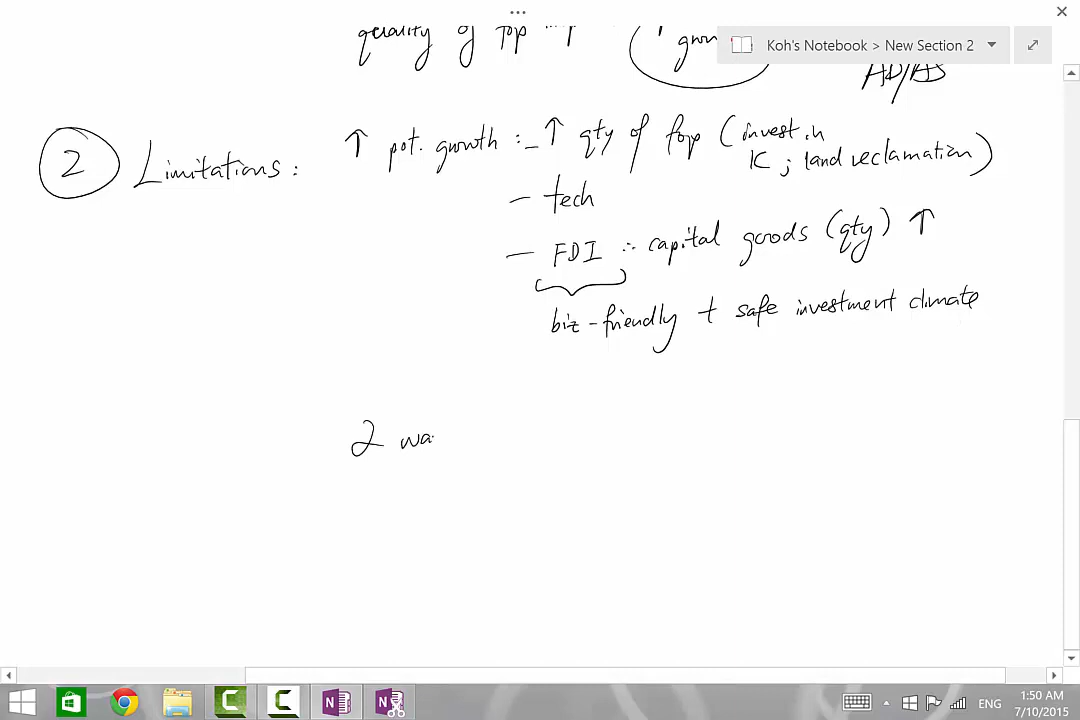 Koh's Notebook > New Section 2
quality of fop
AD/AS
② Limitations:
↑ pot. growth :- ↑ qty of fop (invest. in K ; land reclamation)
- tech
- FDI ∴ capital goods (qty) ↑
biz-friendly + safe investment climate
2 wa
ENG
1:50 AM
7/10/2015